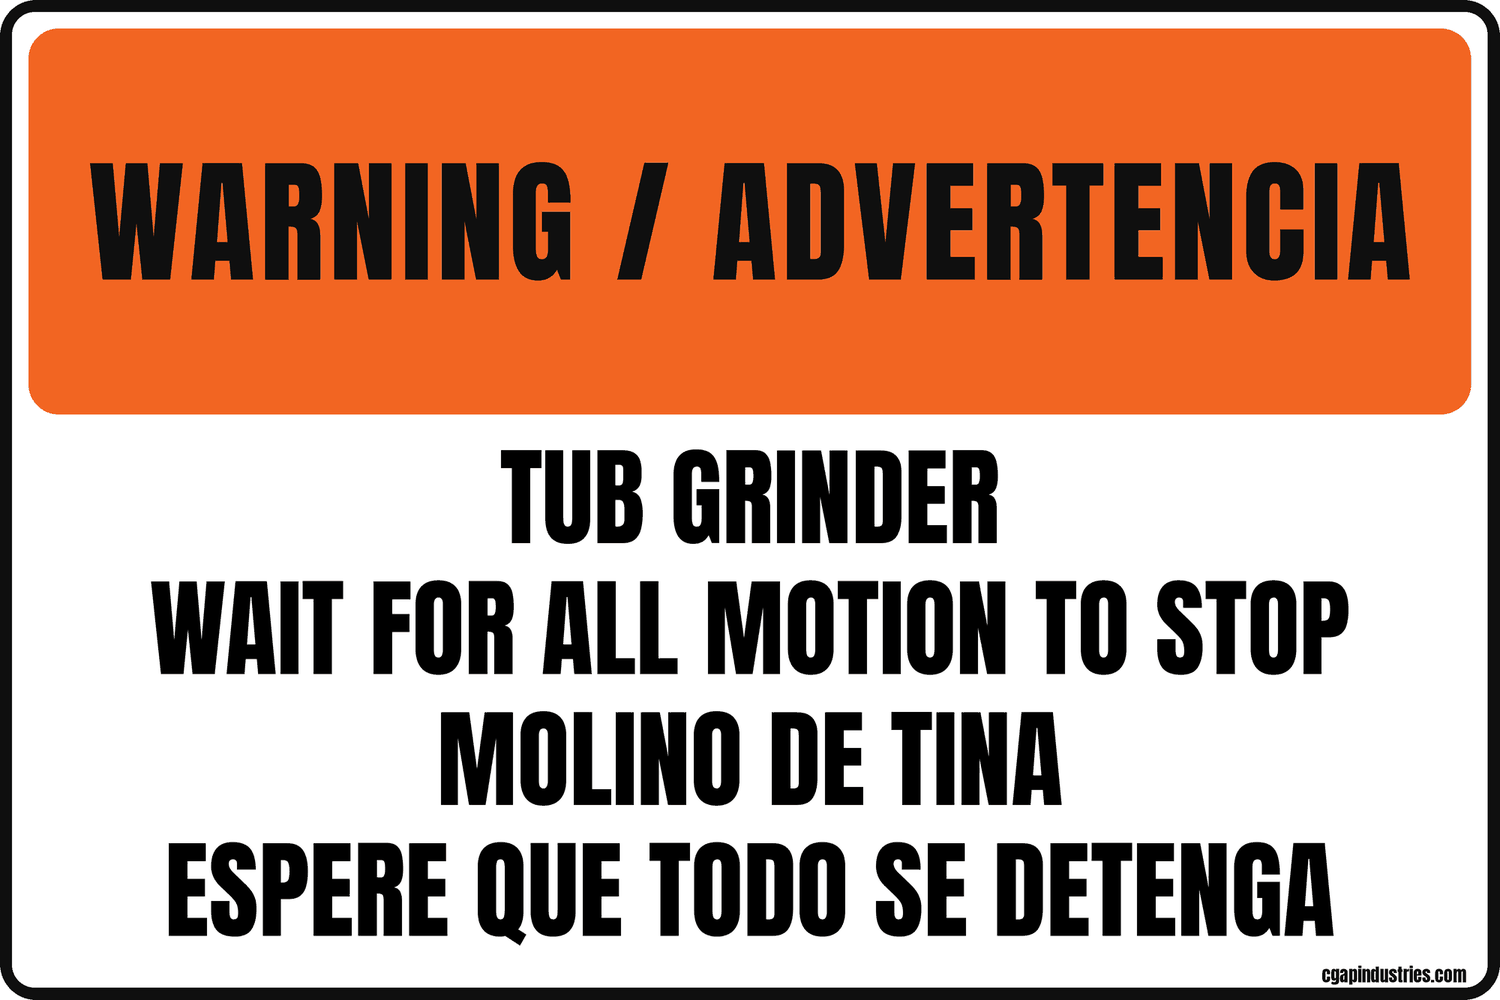 WARNING / ADVERTENCIA
TUB GRINDER
WAIT FOR ALL MOTION TO STOP
MOLINO DE TINA
ESPERE QUE TODO SE DETENGA
cgapindustries.com